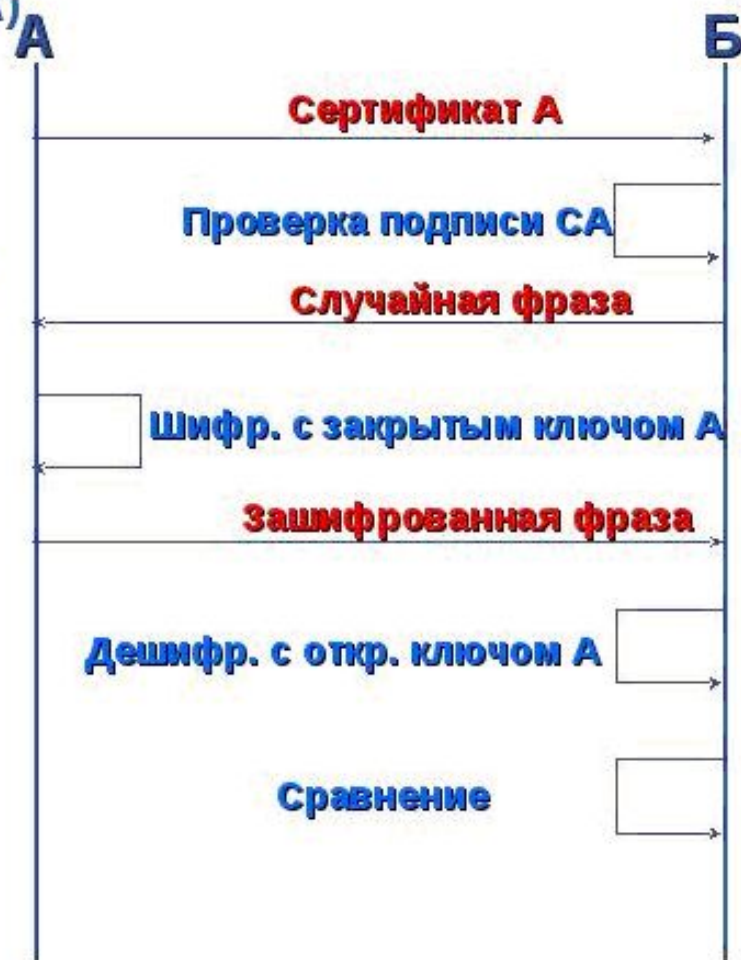 А
Б
Сертификат А
Проверка подписи СА
Случайная фраза
Шифр. с закрытым ключом А
Зашифрованная фраза
Дешифр. с откр. ключом А
Сравнение